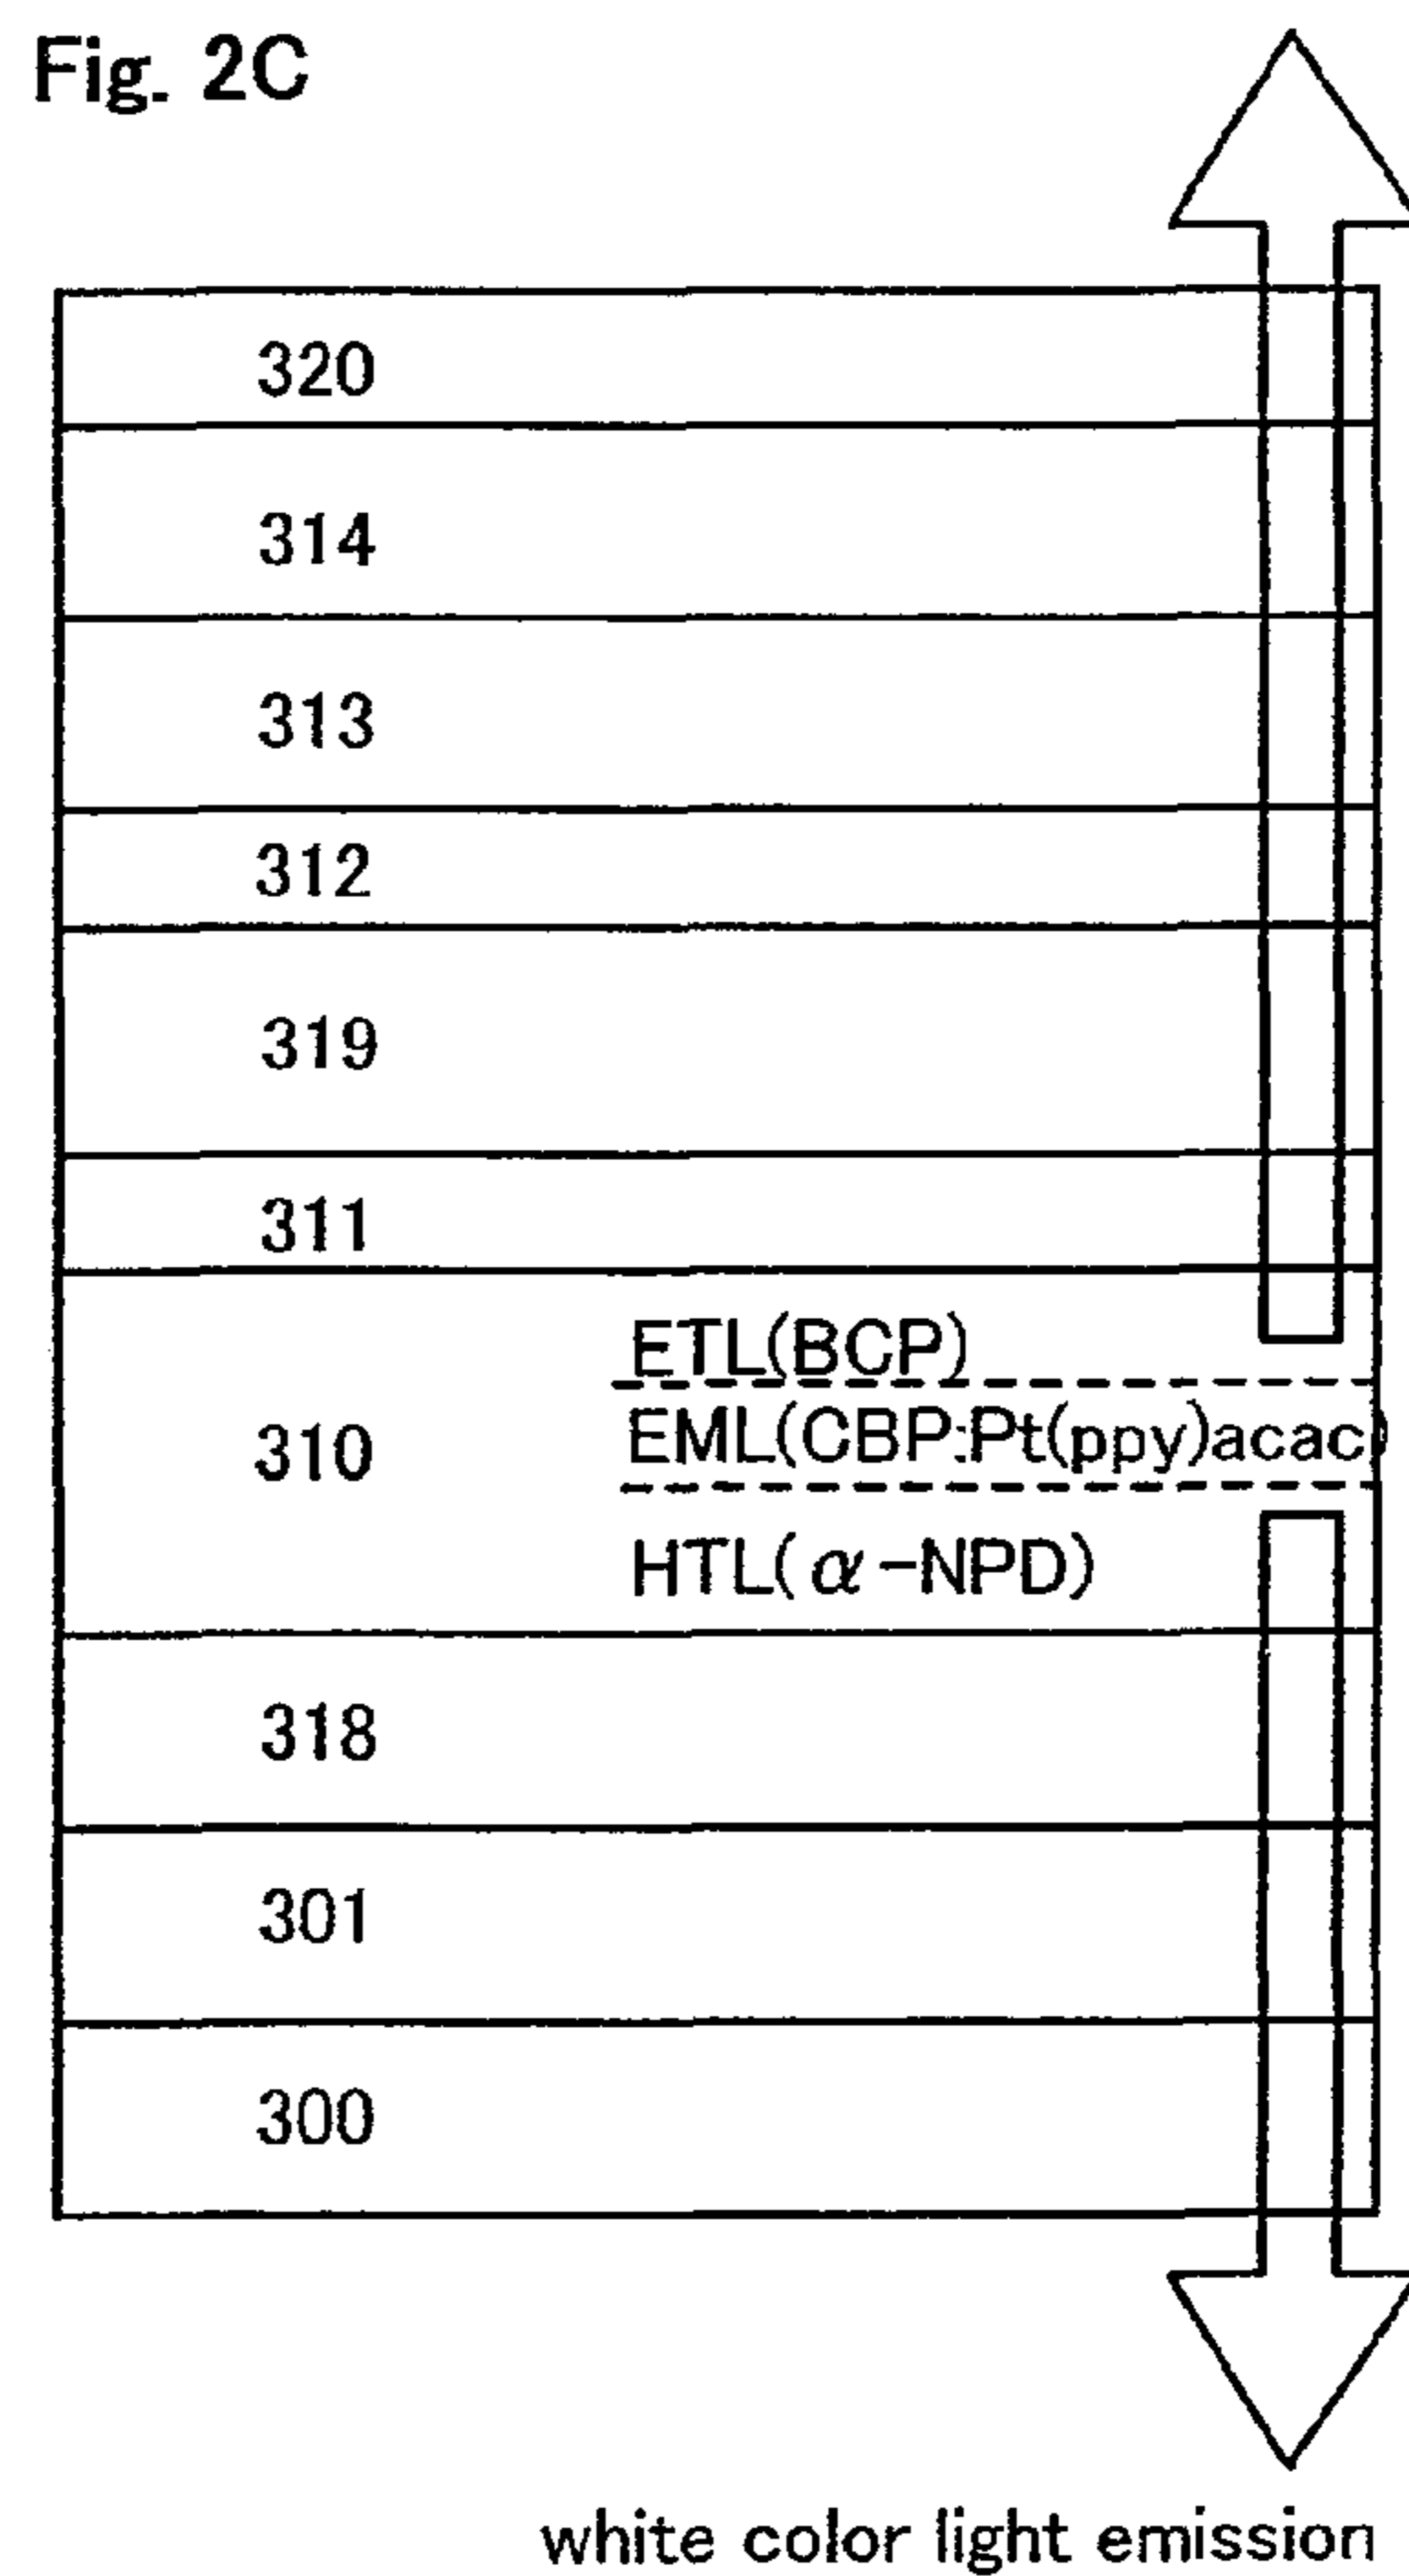 Fig. 2C
320
314
313
312
319
311
ETL(BCP)
310
EML(CBP:Pt(ppy)acac)
HTL(α-NPD)
318
301
300
white color light emission